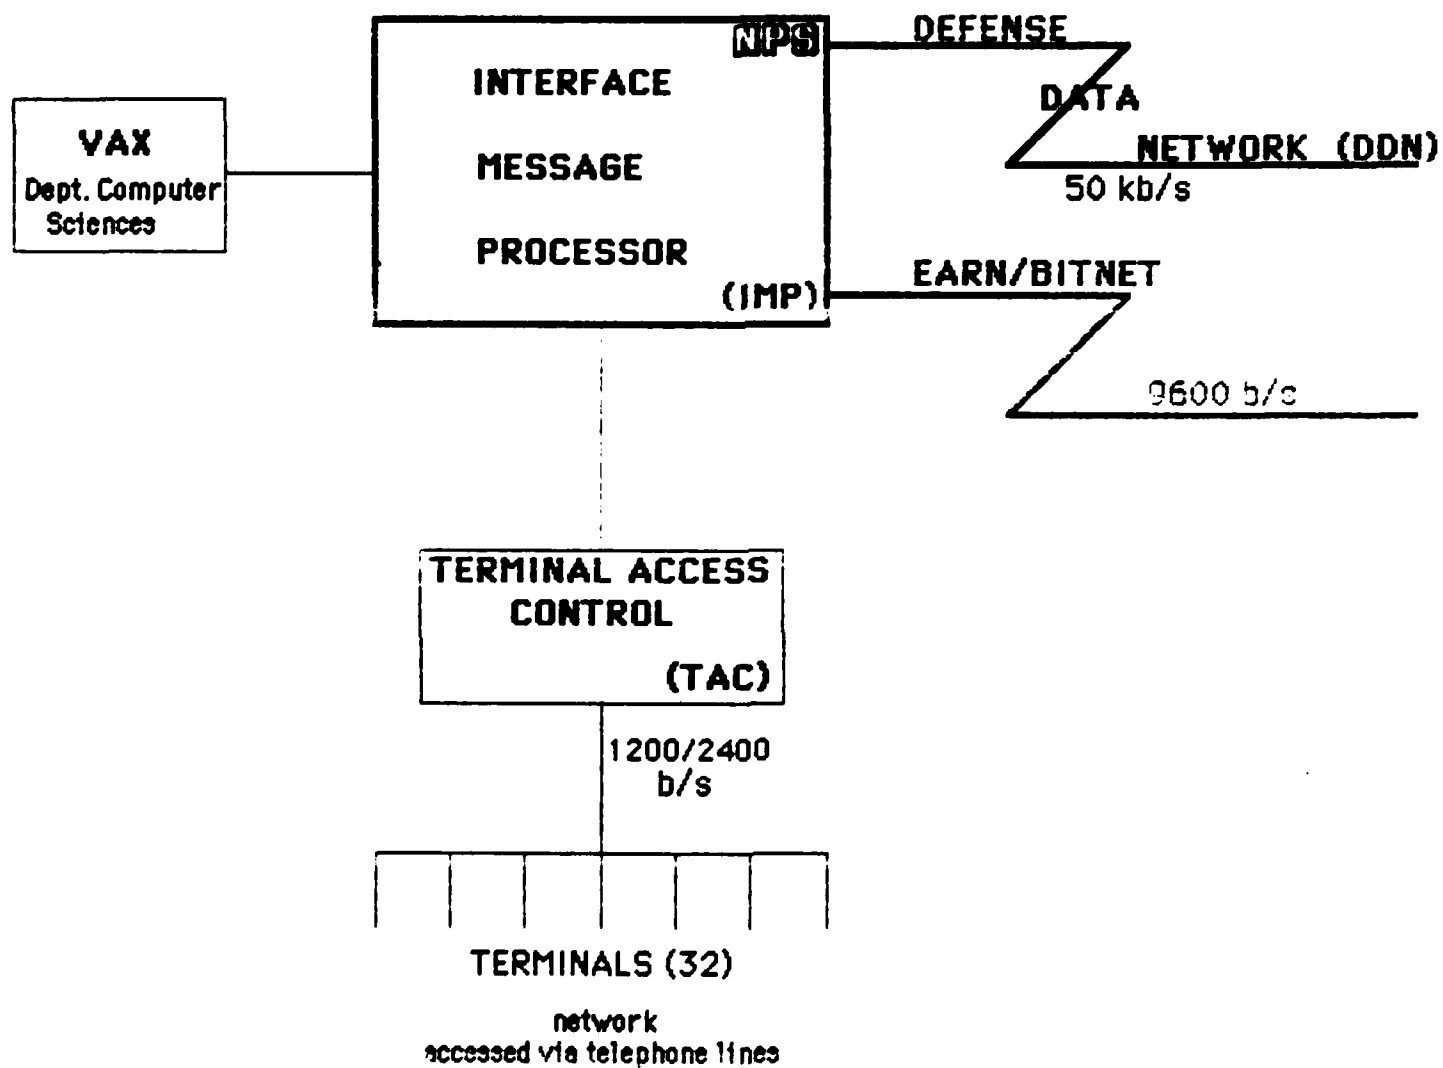 NPS
INTERFACE
MESSAGE
PROCESSOR
(IMP)
VAX
Dept. Computer
Sciences
DEFENSE
DATA
NETWORK (DDN)
50 kb/s
EARN/BITNET
9600 b/s
TERMINAL ACCESS
CONTROL
(TAC)
1200/2400
b/s
TERMINALS (32)
network
accessed via telephone lines